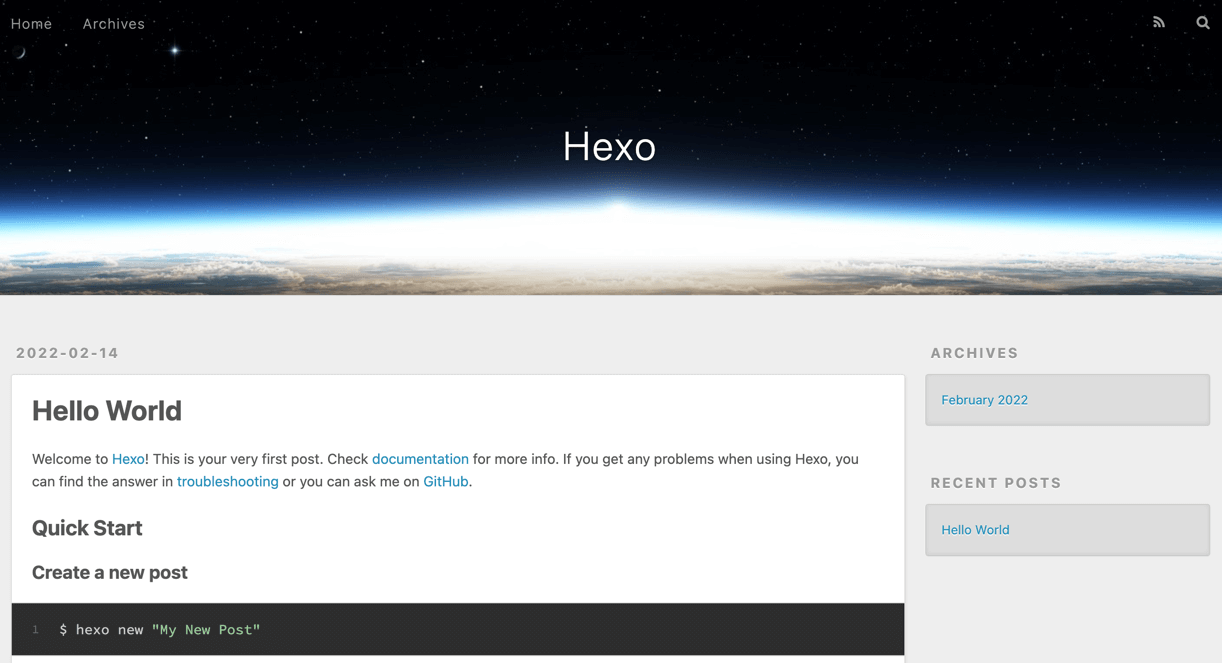 Home Archives
Hexo
2022-02-14
Hello World
Welcome to Hexo! This is your very first post. Check documentation for more info. If you get any problems when using Hexo, you
can find the answer in troubleshooting or you can ask me on GitHub.
Quick Start
Create a new post
1 $ hexo new "My New Post"
ARCHIVES
February 2022
RECENT POSTS
Hello World